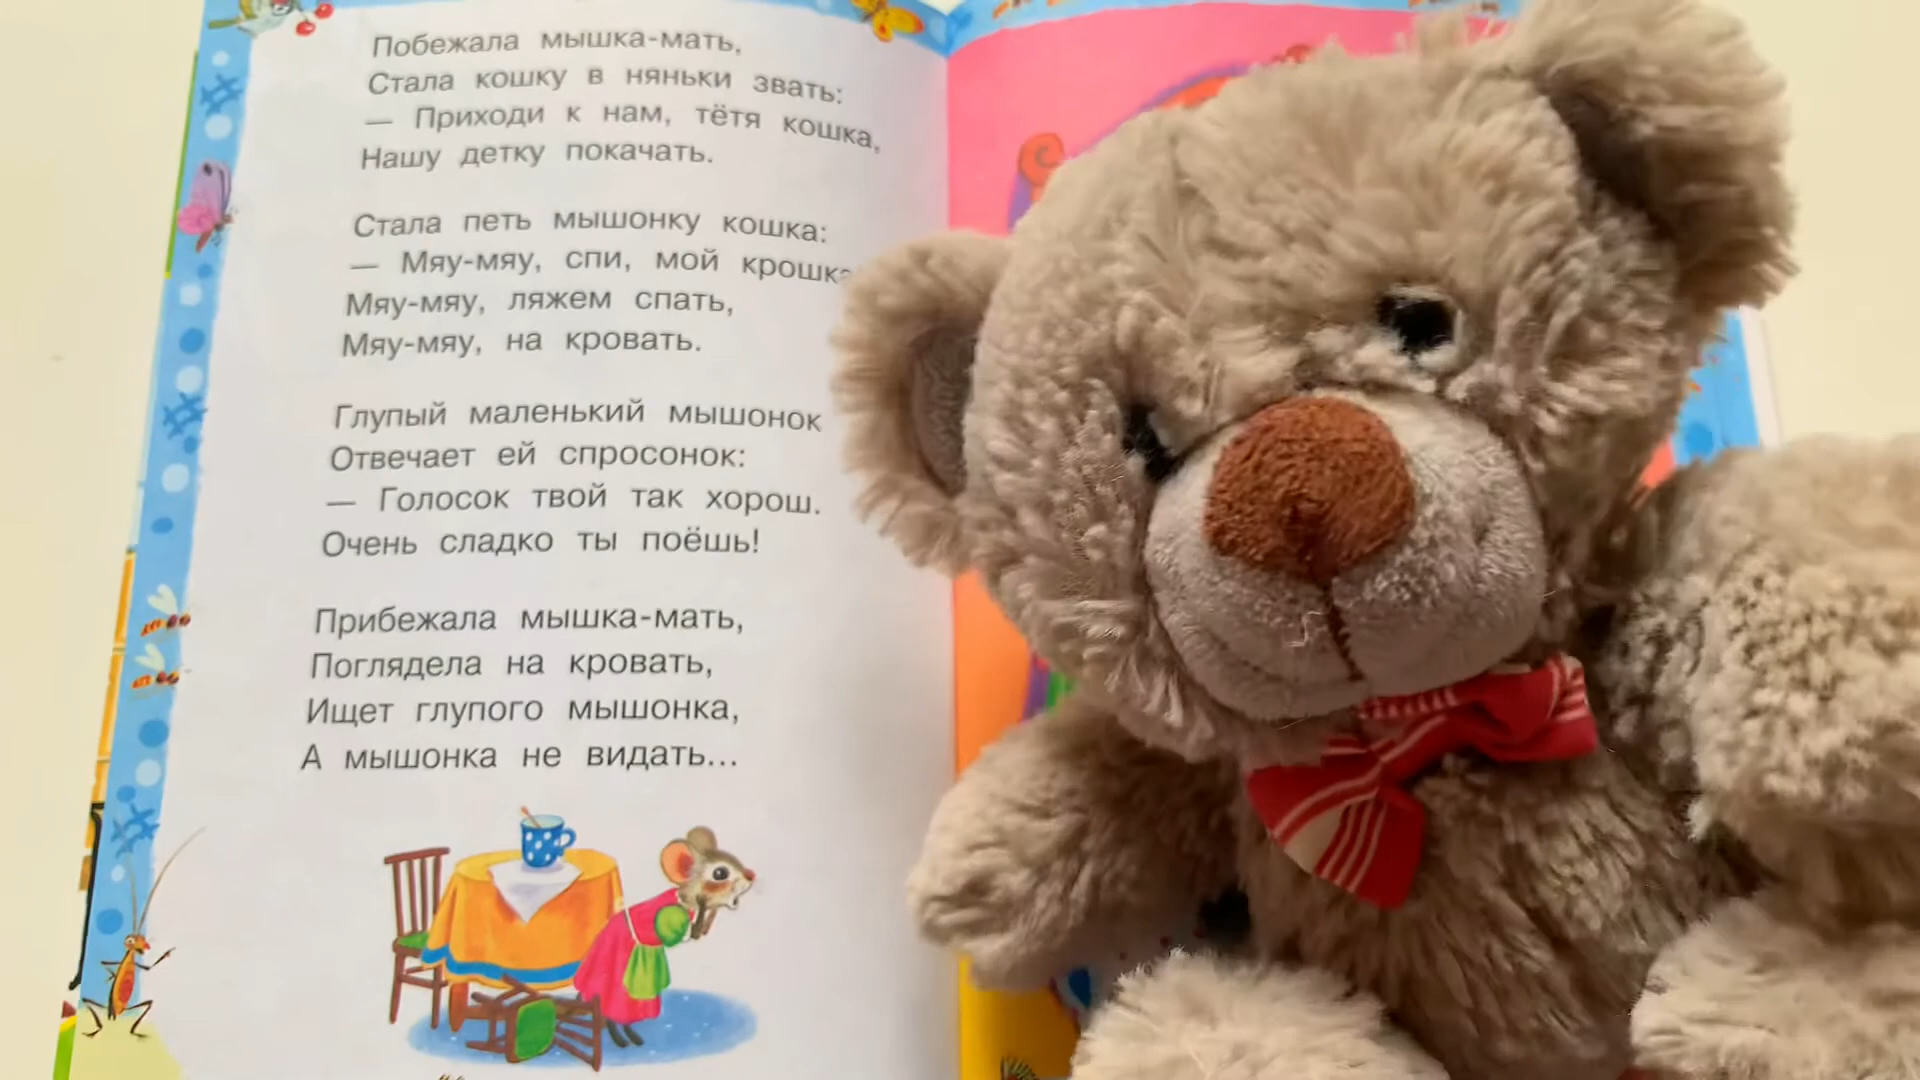 Побежала мышка-мать,
Стала кошку в няньки звать:
— Приходи к нам, тётя кошка,
Нашу детку покачать.
Стала петь мышонку кошка:
— Мяу-мяу, спи, мой
Мяу-мяу, ляжем спать,
Мяу-мяу, на кровать.
Глупый маленький мышонок
Отвечает ей спросонок:
— Голосок твой так хорош.
Очень сладко ты поёшь!
Прибежала мышка-мать,
Поглядела на кровать,
Ищет глупого мышонка,
А мышонка не видать...